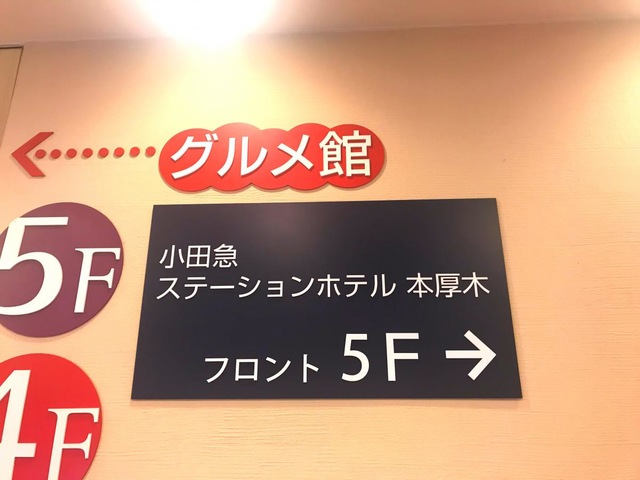 グルメ館
小田急
ステーションホテル 本厚木
フロント 5F →
5F
4F